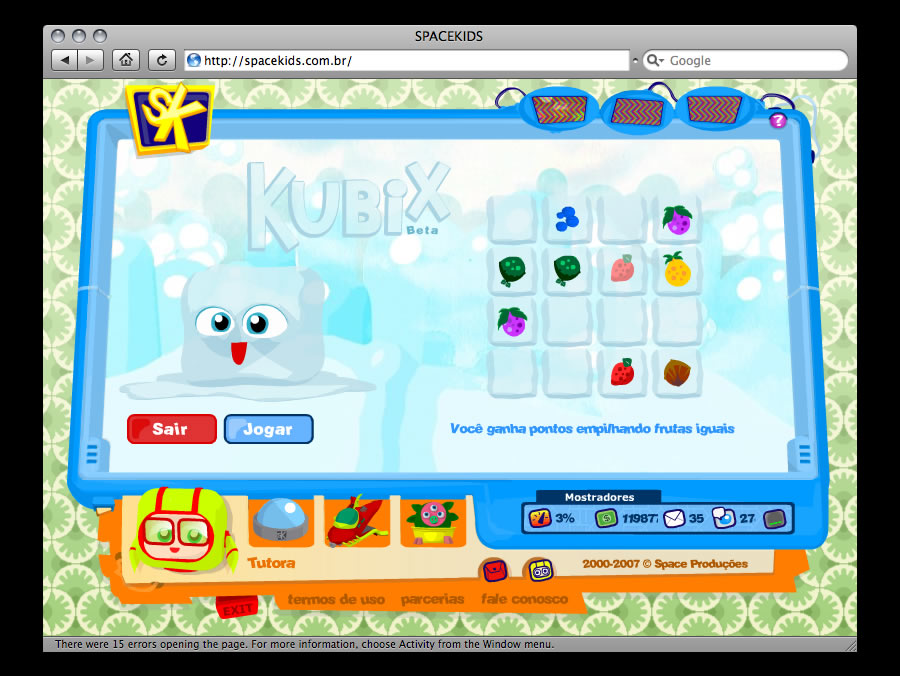 SPACEKIDS
http://spacekids.com.br/
Google
SK
?
KUBiX
Beta
Sair
Jogar
Você ganha pontos empilhando frutas iguais
Mostradores
3%
35
27
Tutora
2000-2007 © Space Produções
EXIT
termos de uso
parcerias
fale conosco
There were 15 errors opening the page. For more information, choose Activity from the Window menu.